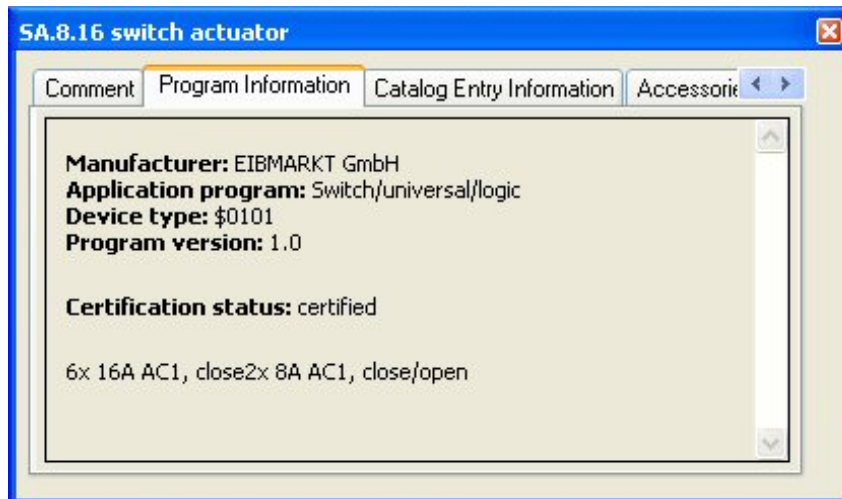 SA.8.16 switch actuator
Comment Program Information Catalog Entry Information Accessorie
Manufacturer: EIBMARKT GmbH
Application program: Switch/universal/logic
Device type: $0101
Program version: 1.0
Certification status: certified
6x 16A AC1, close2x 8A AC1, close/open